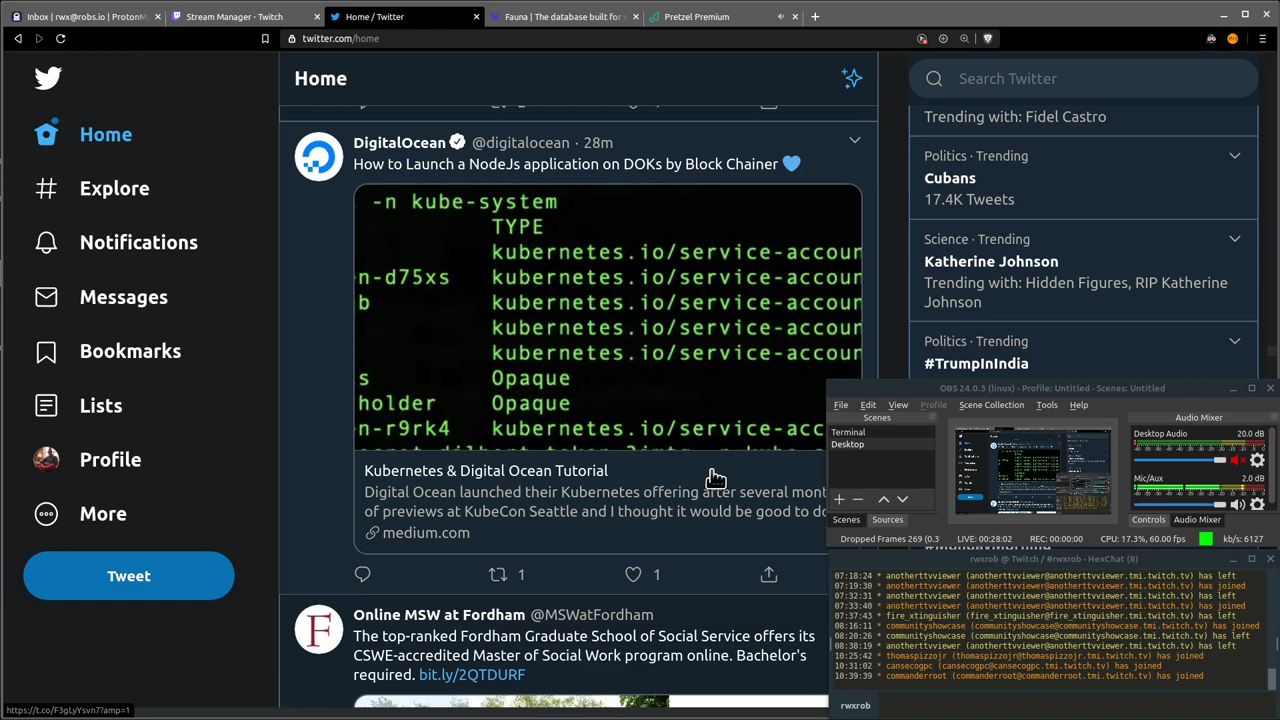 Inbox | rwx@robs.io | ProtonM
Stream Manager - Twitch
Home / Twitter
Fauna | The database built for s
Pretzel Premium
twitter.com/home
Home
Explore
Notifications
Messages
Bookmarks
Lists
Profile
More
Tweet
https://t.co/F3gLyYsvn7?amp=1
Home
DigitalOcean @digitalocean · 28m
How to Launch a NodeJs application on DOKs by Block Chainer 💙
-n kube-system
TYPE
kubernetes.io/service-accoun
n-d75xs kubernetes.io/service-accoun
b kubernetes.io/service-accoun
kubernetes.io/service-accoun
kubernetes.io/service-accoun
s Opaque
holder Opaque
n-r9rk4 kubernetes.io/service-acc
Kubernetes & Digital Ocean Tutorial
Digital Ocean launched their Kubernetes offering after several mont
of previews at KubeCon Seattle and I thought it would be good to do
medium.com
1
1
Online MSW at Fordham @MSWatFordham
The top-ranked Fordham Graduate School of Social Service offers its
CSWE-accredited Master of Social Work program online. Bachelor's
required. bit.ly/2QTDURF
Search Twitter
Trending with: Fidel Castro
Politics · Trending
Cubans
17.4K Tweets
Science · Trending
Katherine Johnson
Trending with: Hidden Figures, RIP Katherine
Johnson
Politics · Trending
#TrumpInIndia
OBS 24.0.3 (linux) - Profile: Untitled - Scenes: Untitled
File Edit View Profile Scene Collection Tools Help
Scenes
Terminal
Desktop
Scenes Sources
Audio Mixer
Desktop Audio 20.0 dB
Mic/Aux 2.0 dB
Controls Audio Mixer
Dropped Frames 269 (0.3 LIVE: 00:28:02 REC: 00:00:00 CPU: 17.3%, 60.00 fps kb/s: 6127
rwxrob @ Twitch / #rwxrob - HexChat (8)
07:18:24 * anotherttvviewer (anotherttvviewer@anotherttvviewer.tmi.twitch.tv) has left
07:19:30 * anotherttvviewer (anotherttvviewer@anotherttvviewer.tmi.twitch.tv) has joined
07:32:31 * anotherttvviewer (anotherttvviewer@anotherttvviewer.tmi.twitch.tv) has left
07:33:40 * anotherttvviewer (anotherttvviewer@anotherttvviewer.tmi.twitch.tv) has joined
07:37:43 * fire_xtinguisher (fire_xtinguisher@fire_xtinguisher.tmi.twitch.tv) has left
08:16:11 * communityshowcase (communityshowcase@communityshowcase.tmi.twitch.tv) has joined
08:20:26 * communityshowcase (communityshowcase@communityshowcase.tmi.twitch.tv) has left
08:38:19 * anotherttvviewer (anotherttvviewer@anotherttvviewer.tmi.twitch.tv) has left
10:25:42 * thomaspizzojr (thomaspizzojr@thomaspizzojr.tmi.twitch.tv) has joined
10:31:02 * cansecogpc (cansecogpc@cansecogpc.tmi.twitch.tv) has joined
10:39:39 * commanderroot (commanderroot@commanderroot.tmi.twitch.tv) has joined
rwxrob